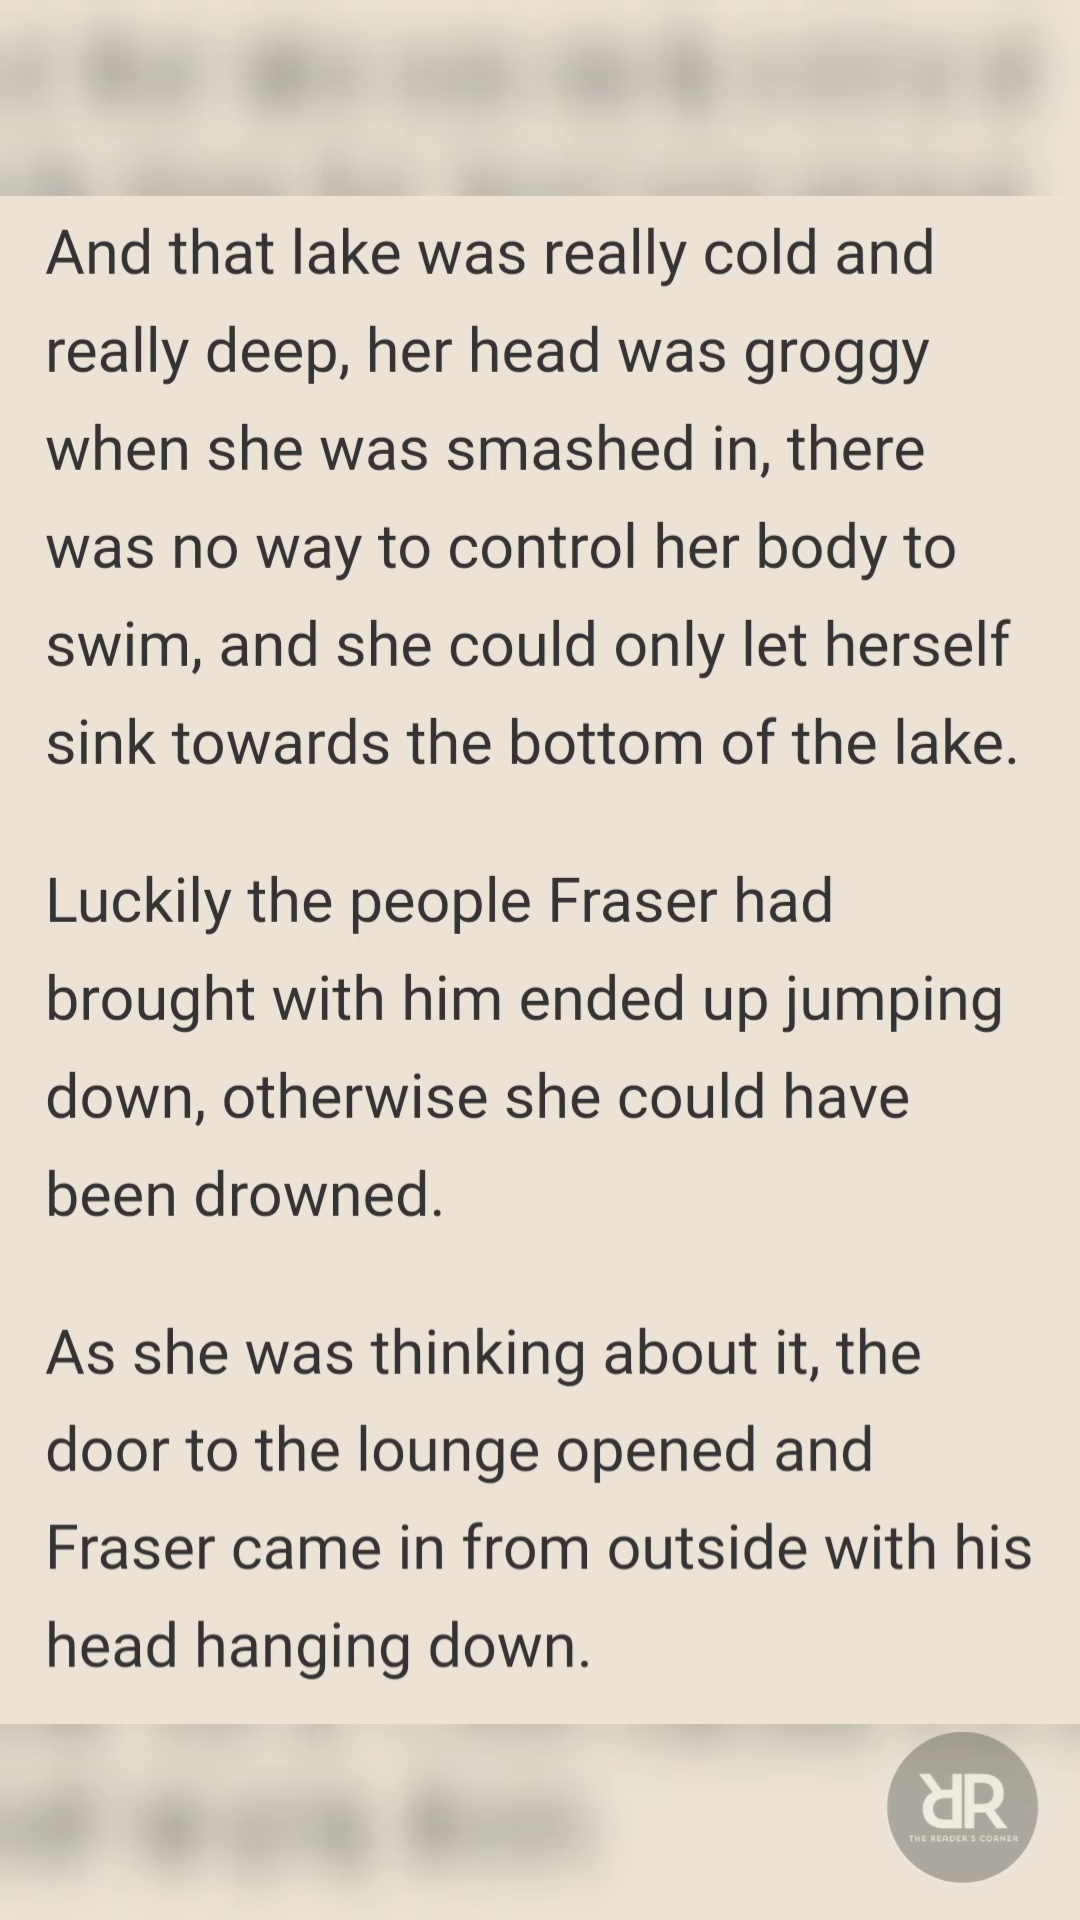 And that lake was really cold and
really deep, her head was groggy
when she was smashed in, there
was no way to control her body to
swim, and she could only let herself
sink towards the bottom of the lake.
Luckily the people Fraser had
brought with him ended up jumping
down, otherwise she could have
been drowned.
As she was thinking about it, the
door to the lounge opened and
Fraser came in from outside with his
head hanging down.
RR
THE READER'S CORNER